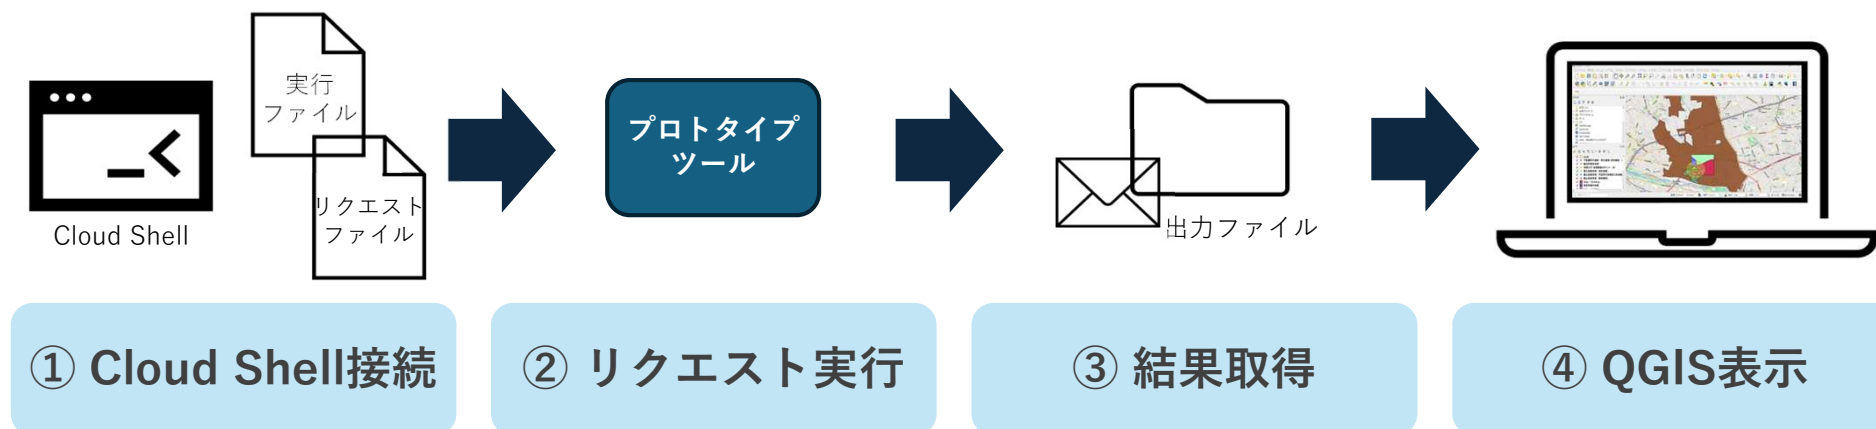 実行
ファイル
リクエスト
ファイル
Cloud Shell
プロトタイプ
ツール
出力ファイル
① Cloud Shell接続
② リクエスト実行
③ 結果取得
④ QGIS表示